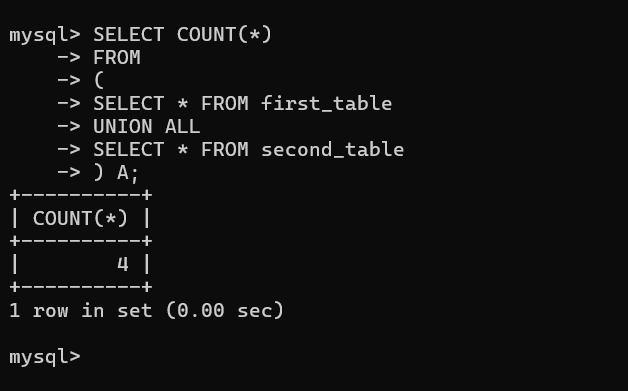 mysql> SELECT COUNT(*)
    -> FROM
    -> (
    -> SELECT * FROM first_table
    -> UNION ALL
    -> SELECT * FROM second_table
    -> ) A;
+----------+
| COUNT(*) |
+----------+
|        4 |
+----------+
1 row in set (0.00 sec)

mysql>